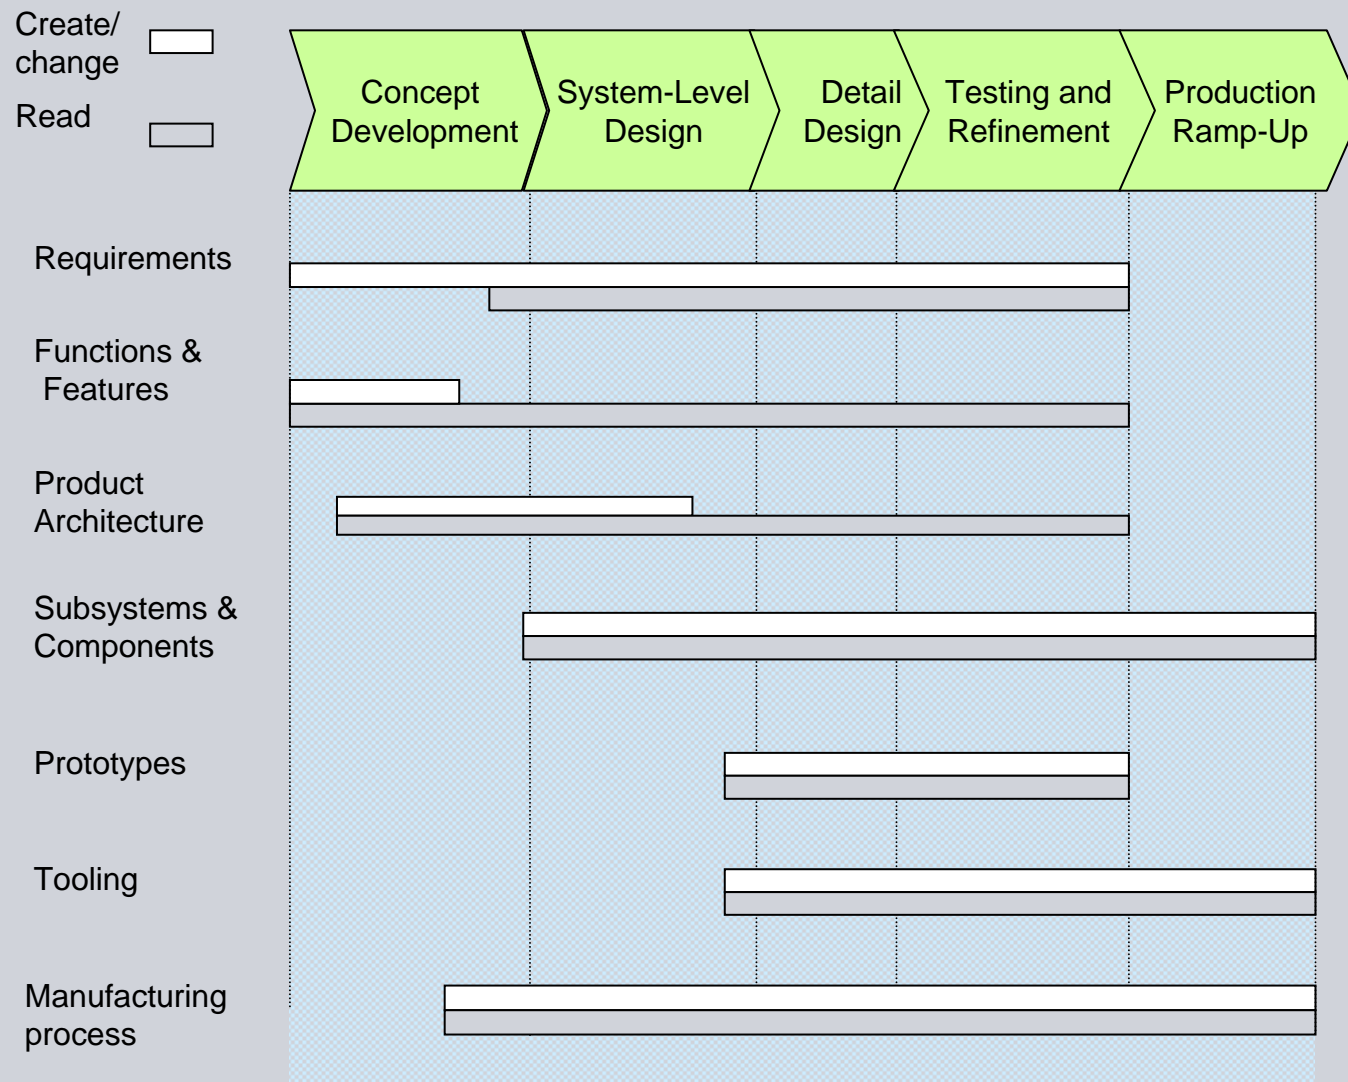 Create/
change
Read
Concept
Development
System-Level
Design
Detail
Design
Testing and
Refinement
Production
Ramp-Up
Requirements
Functions &
Features
Product
Architecture
Subsystems &
Components
Prototypes
Tooling
Manufacturing
process